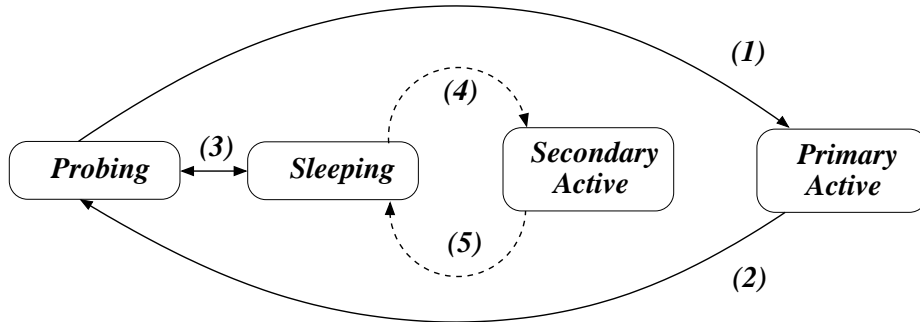 (1)
(4)
(3)
Probing
Sleeping
Secondary
Active
Primary
Active
(5)
(2)